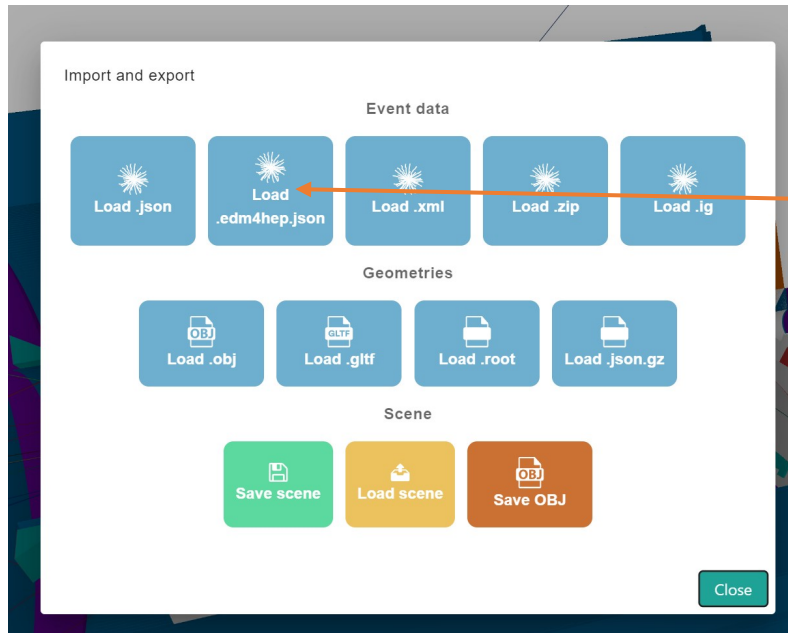 Import and export
Event data
Load .json
Load
.edm4hep.json
Load .xml
Load .zip
Load .ig
Geometries
OBJ
Load .obj
GLTF
Load .gltf
Load .root
Load .json.gz
Scene
Save scene
Load scene
OBJ
Save OBJ
Close